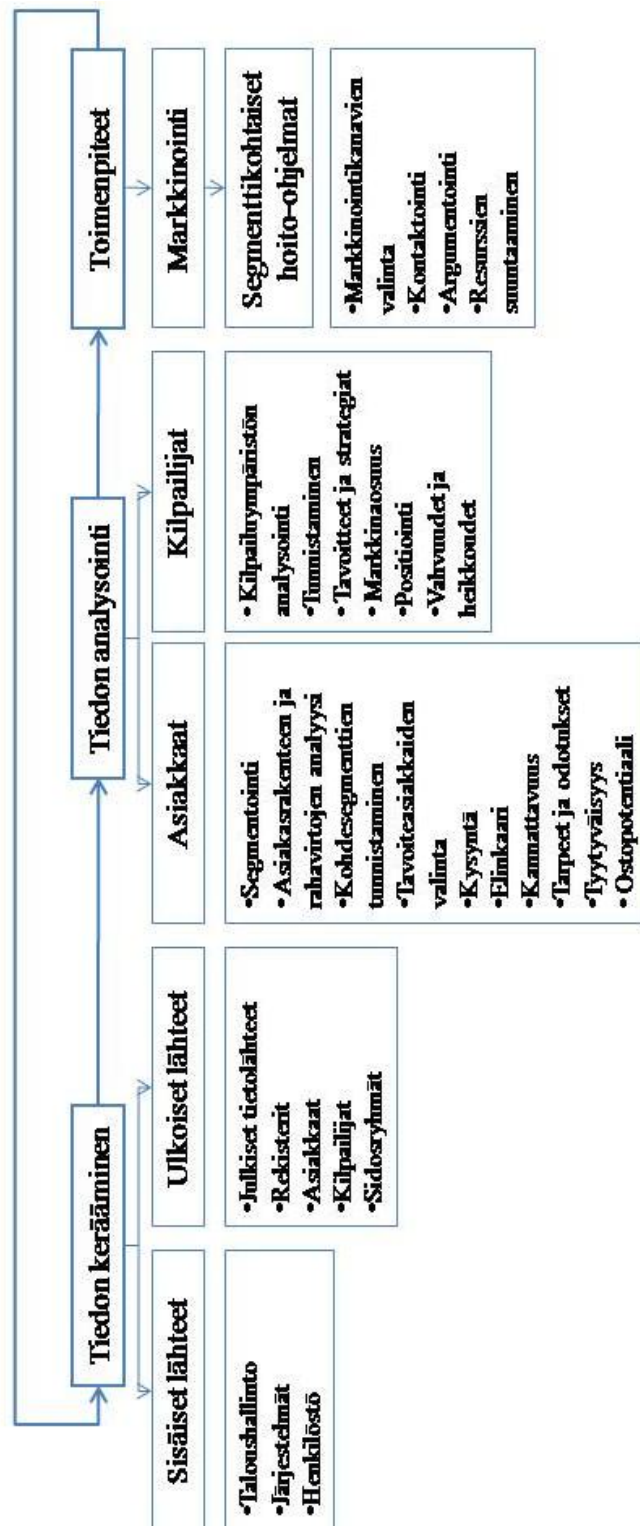 Tiedon kerääminen
Sisäiset lähteet
•Taloushallinto
•Järjestelmät
•Henkilöstö
Ulkoiset lähteet
•Julkiset tietolähteet
•Rekisterit
•Asiakkaat
•Kilpailijat
•Sidosryhmät
Tiedon analysointi
Asiakkaat
•Segmentointi
•Asiakasrakenteen ja
rahavirtojen analyysi
•Kohdesegmenttien
tunnistaminen
•Tavoiteasiakkaiden
valinta
•Kysyntä
•Elinkaari
•Kannattavuus
•Tarpeet ja odotukset
•Tyytyväisyys
•Ostopotentiaali
Kilpailijat
•Kilpailuympäristön
analysointi
•Tunnistaminen
•Tavoitteet ja strategiat
• Markkinaosuus
•Positiointi
•Vahvuudet ja
heikkoudet
Toimenpiteet
Markkinointi
Segmenttikohtaiset
hoito-ohjelmat
•Markkinointikanavien
valinta
•Kontaktointi
•Argumentointi
•Resurssien
suuntaaminen